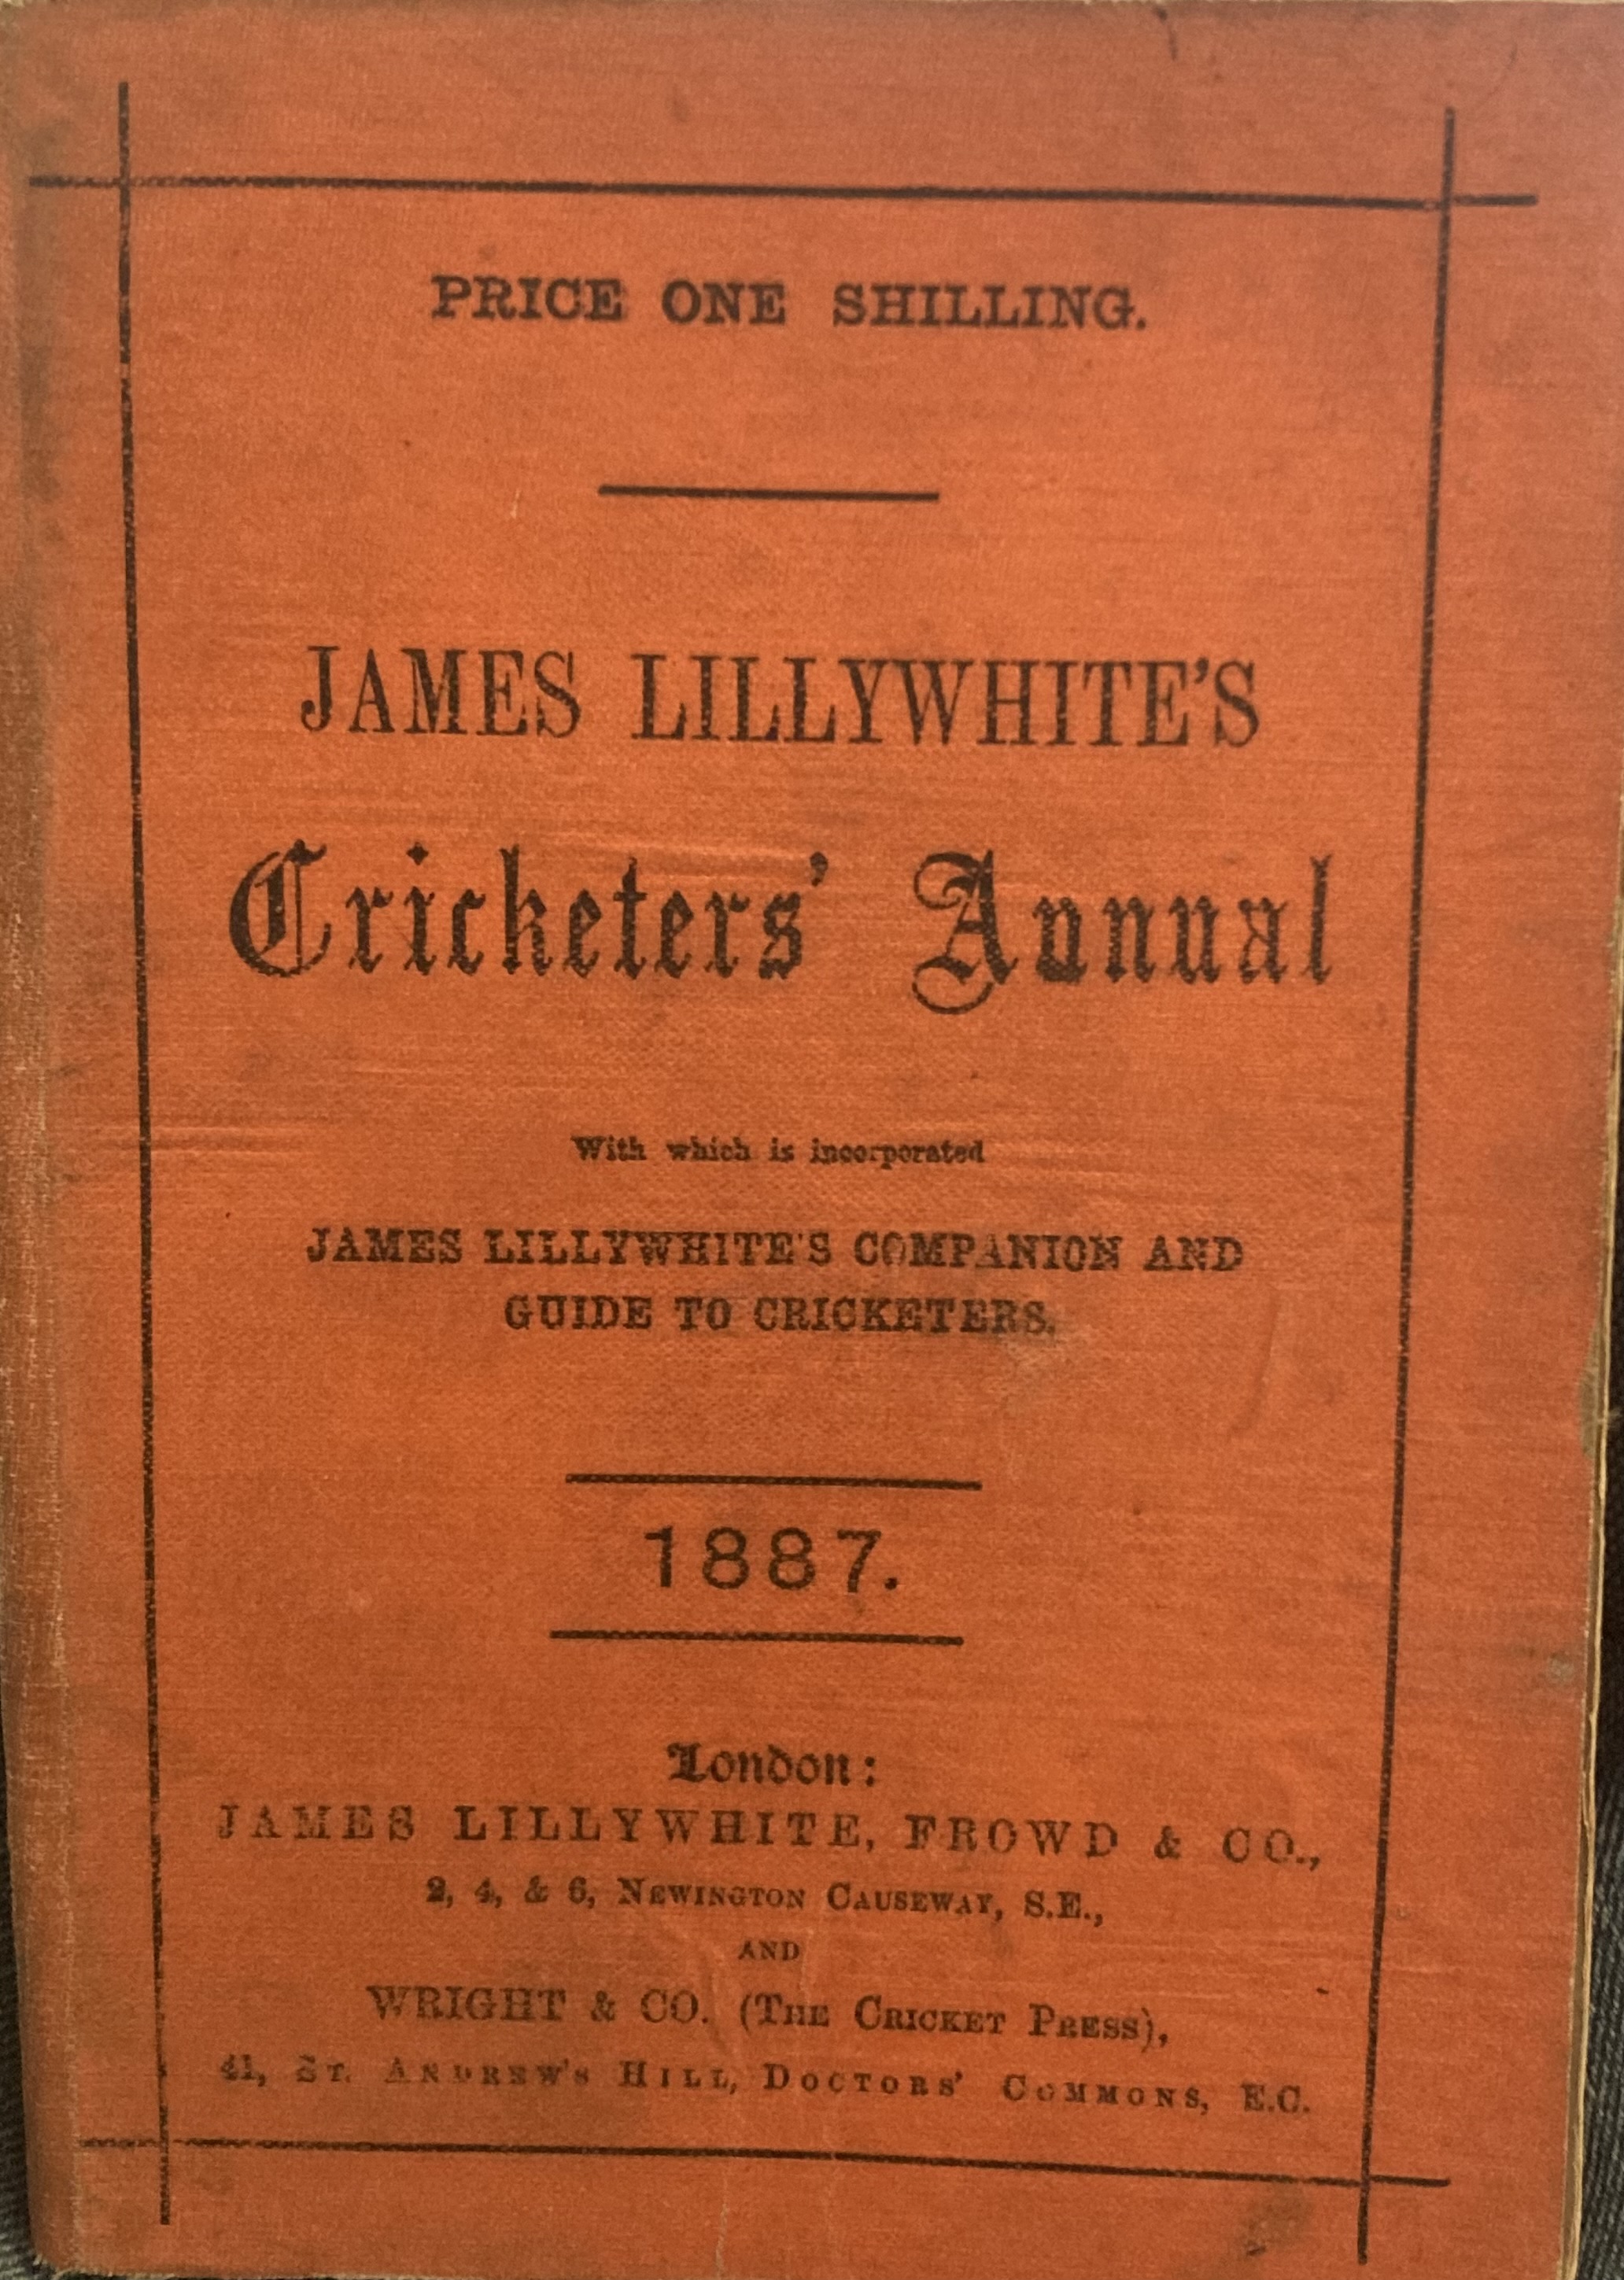 PRICE ONE SHILLING.
JAMES LILLYWHITE'S
Cricketers' Annual
With which is incorporated
JAMES LILLYWHITE'S COMPANION AND
GUIDE TO CRICKETERS.
1887.
London:
JAMES LILLYWHITE, FROWD & CO.,
2, 4, & 6, NEWINGTON CAUSEWAY, S.E.,
AND
WRIGHT & CO. (THE CRICKET PRESS),
41, ST. ANDREW'S HILL, DOCTORS' COMMONS, E.C.